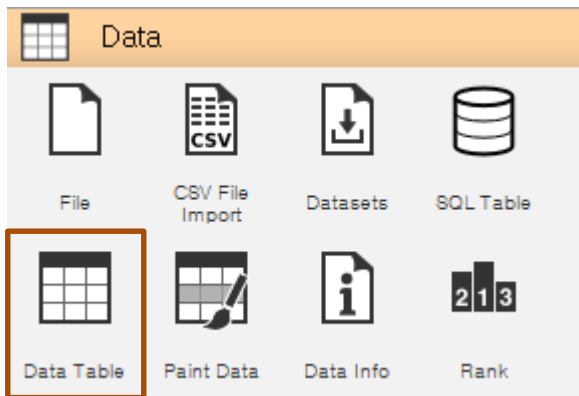 Data
CSV
File
CSV File
Import
Datasets
SQL Table
i
2 1 3
Data Table
Paint Data
Data Info
Rank